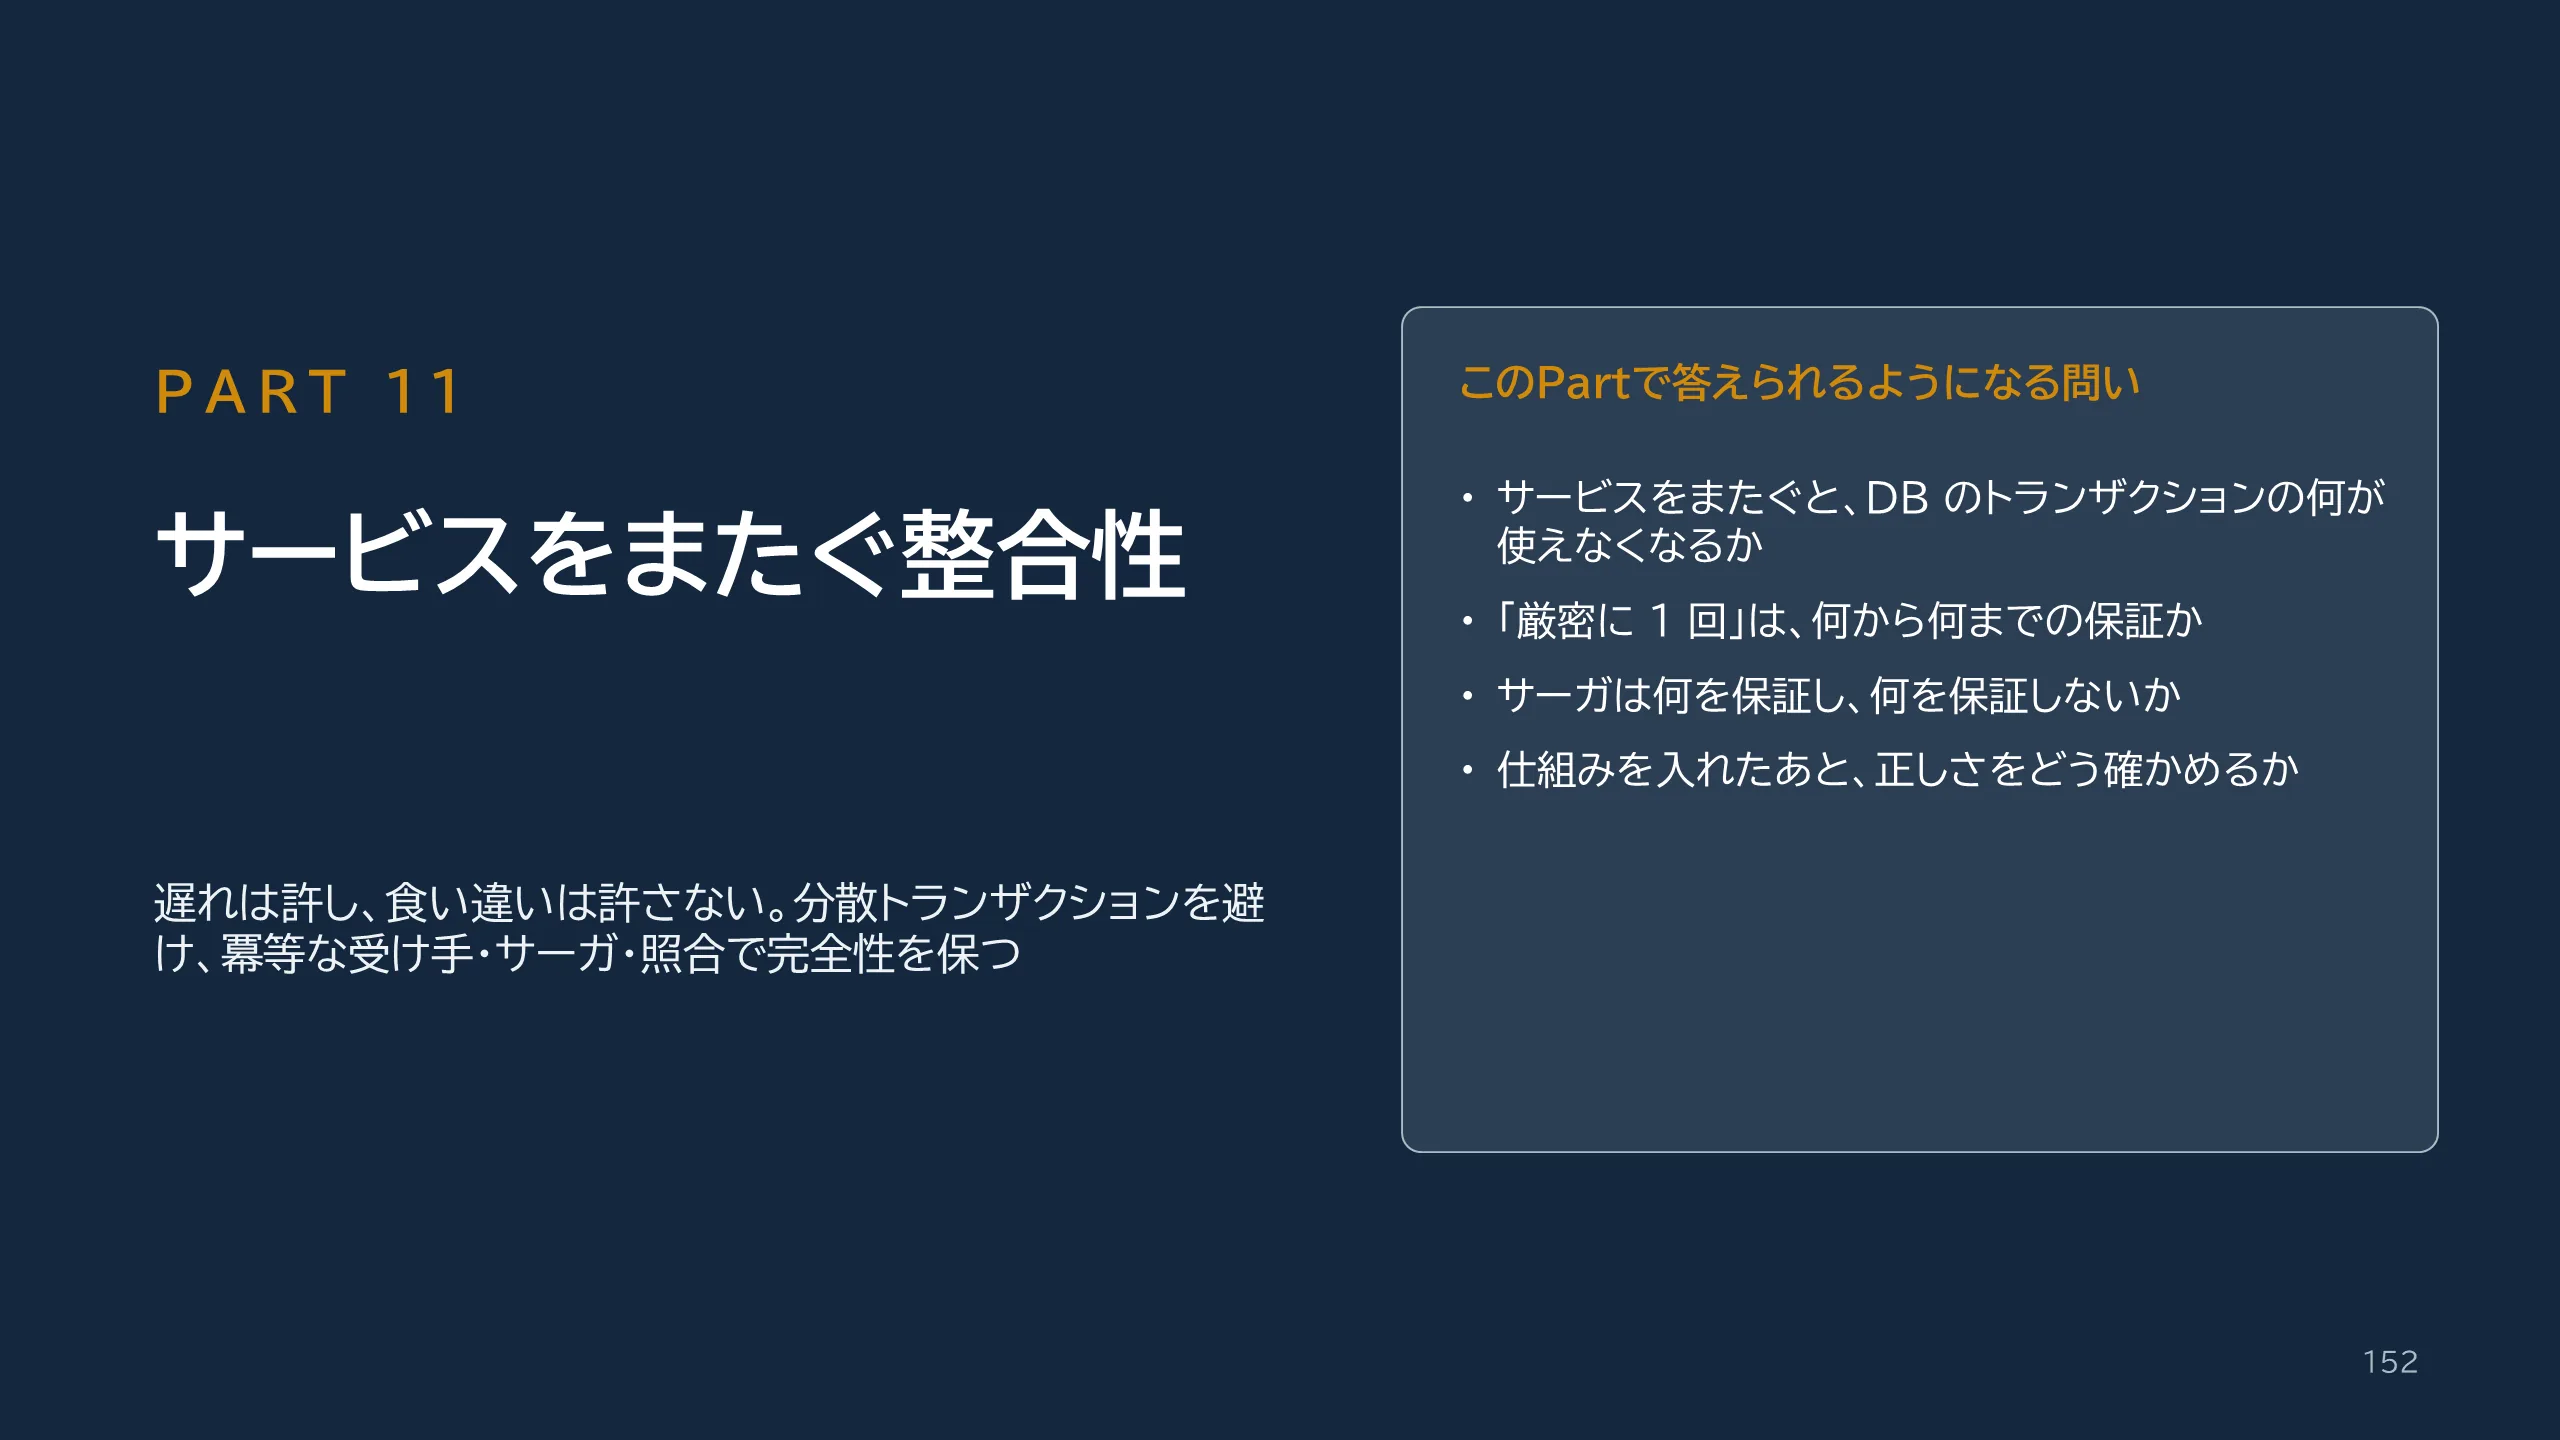 PART 11
サービスをまたぐ整合性
遅れは許し、食い違いは許さない。分散トランザクションを避
け、冪等な受け手・サーガ・照合で完全性を保つ
このPartで答えられるようになる問い
• サービスをまたぐと、DB のトランザクションの何が
使えなくなるか
• 「厳密に 1 回」は、何から何までの保証か
• サーガは何を保証し、何を保証しないか
• 仕組みを入れたあと、正しさをどう確かめるか
152